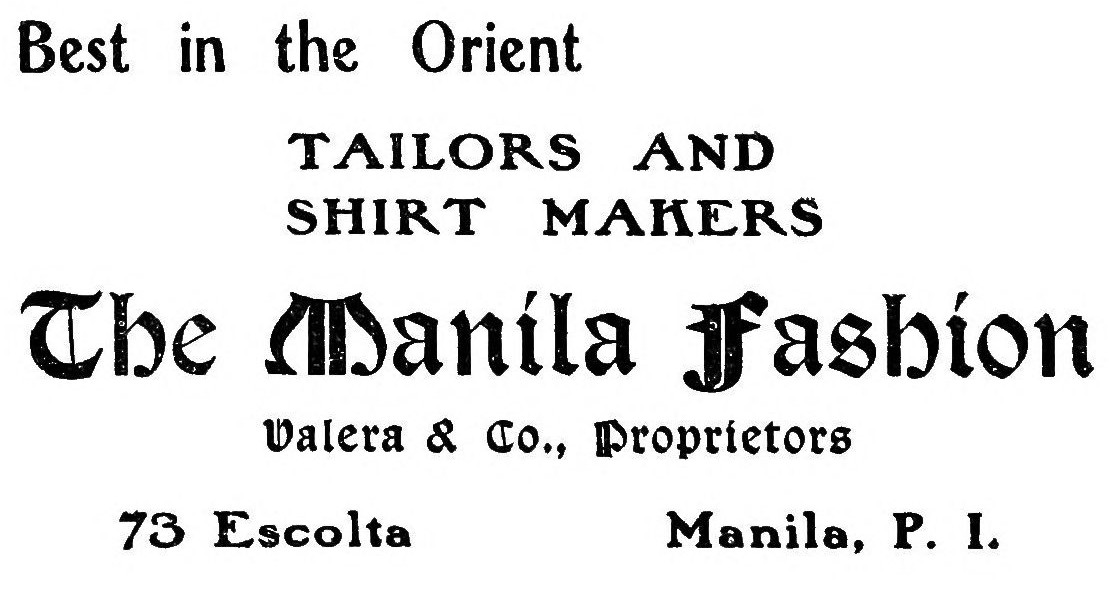 Best in the Orient
TAILORS AND
SHIRT MAKERS
The Manila Fashion
Valera & Co., Proprietors
73 Escolta Manila, P. I.